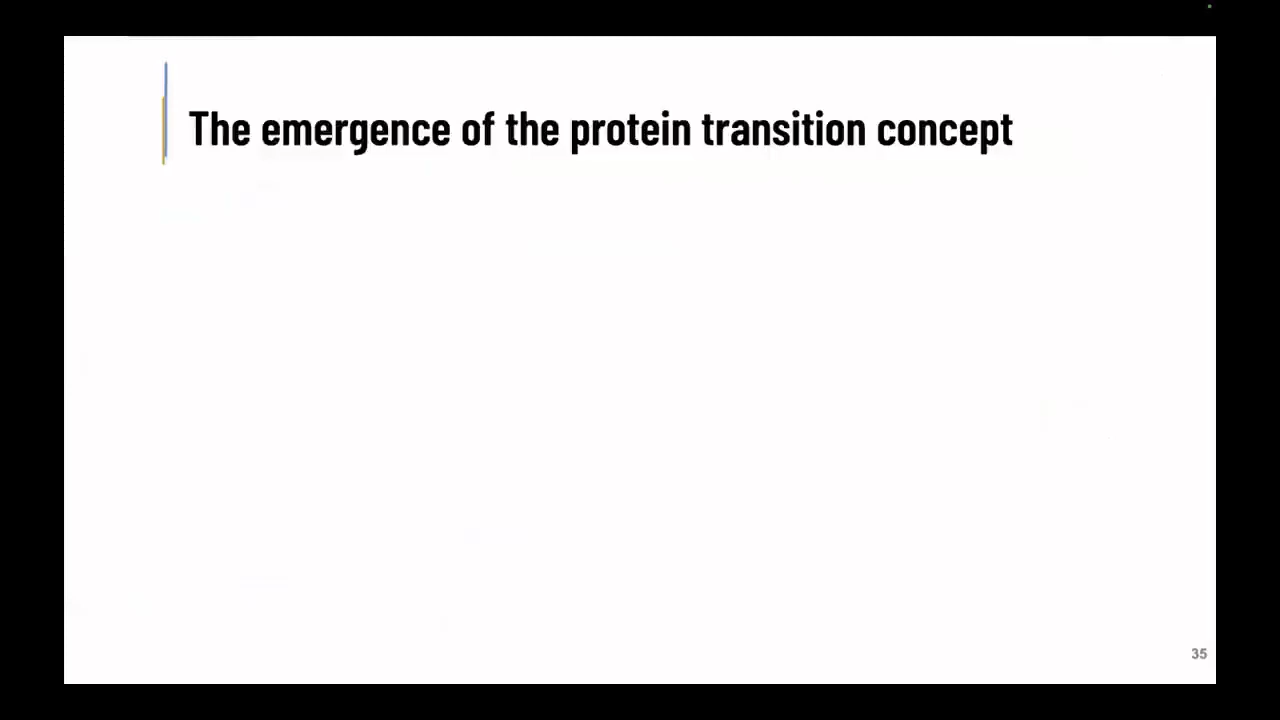 The emergence of the protein transition concept
35